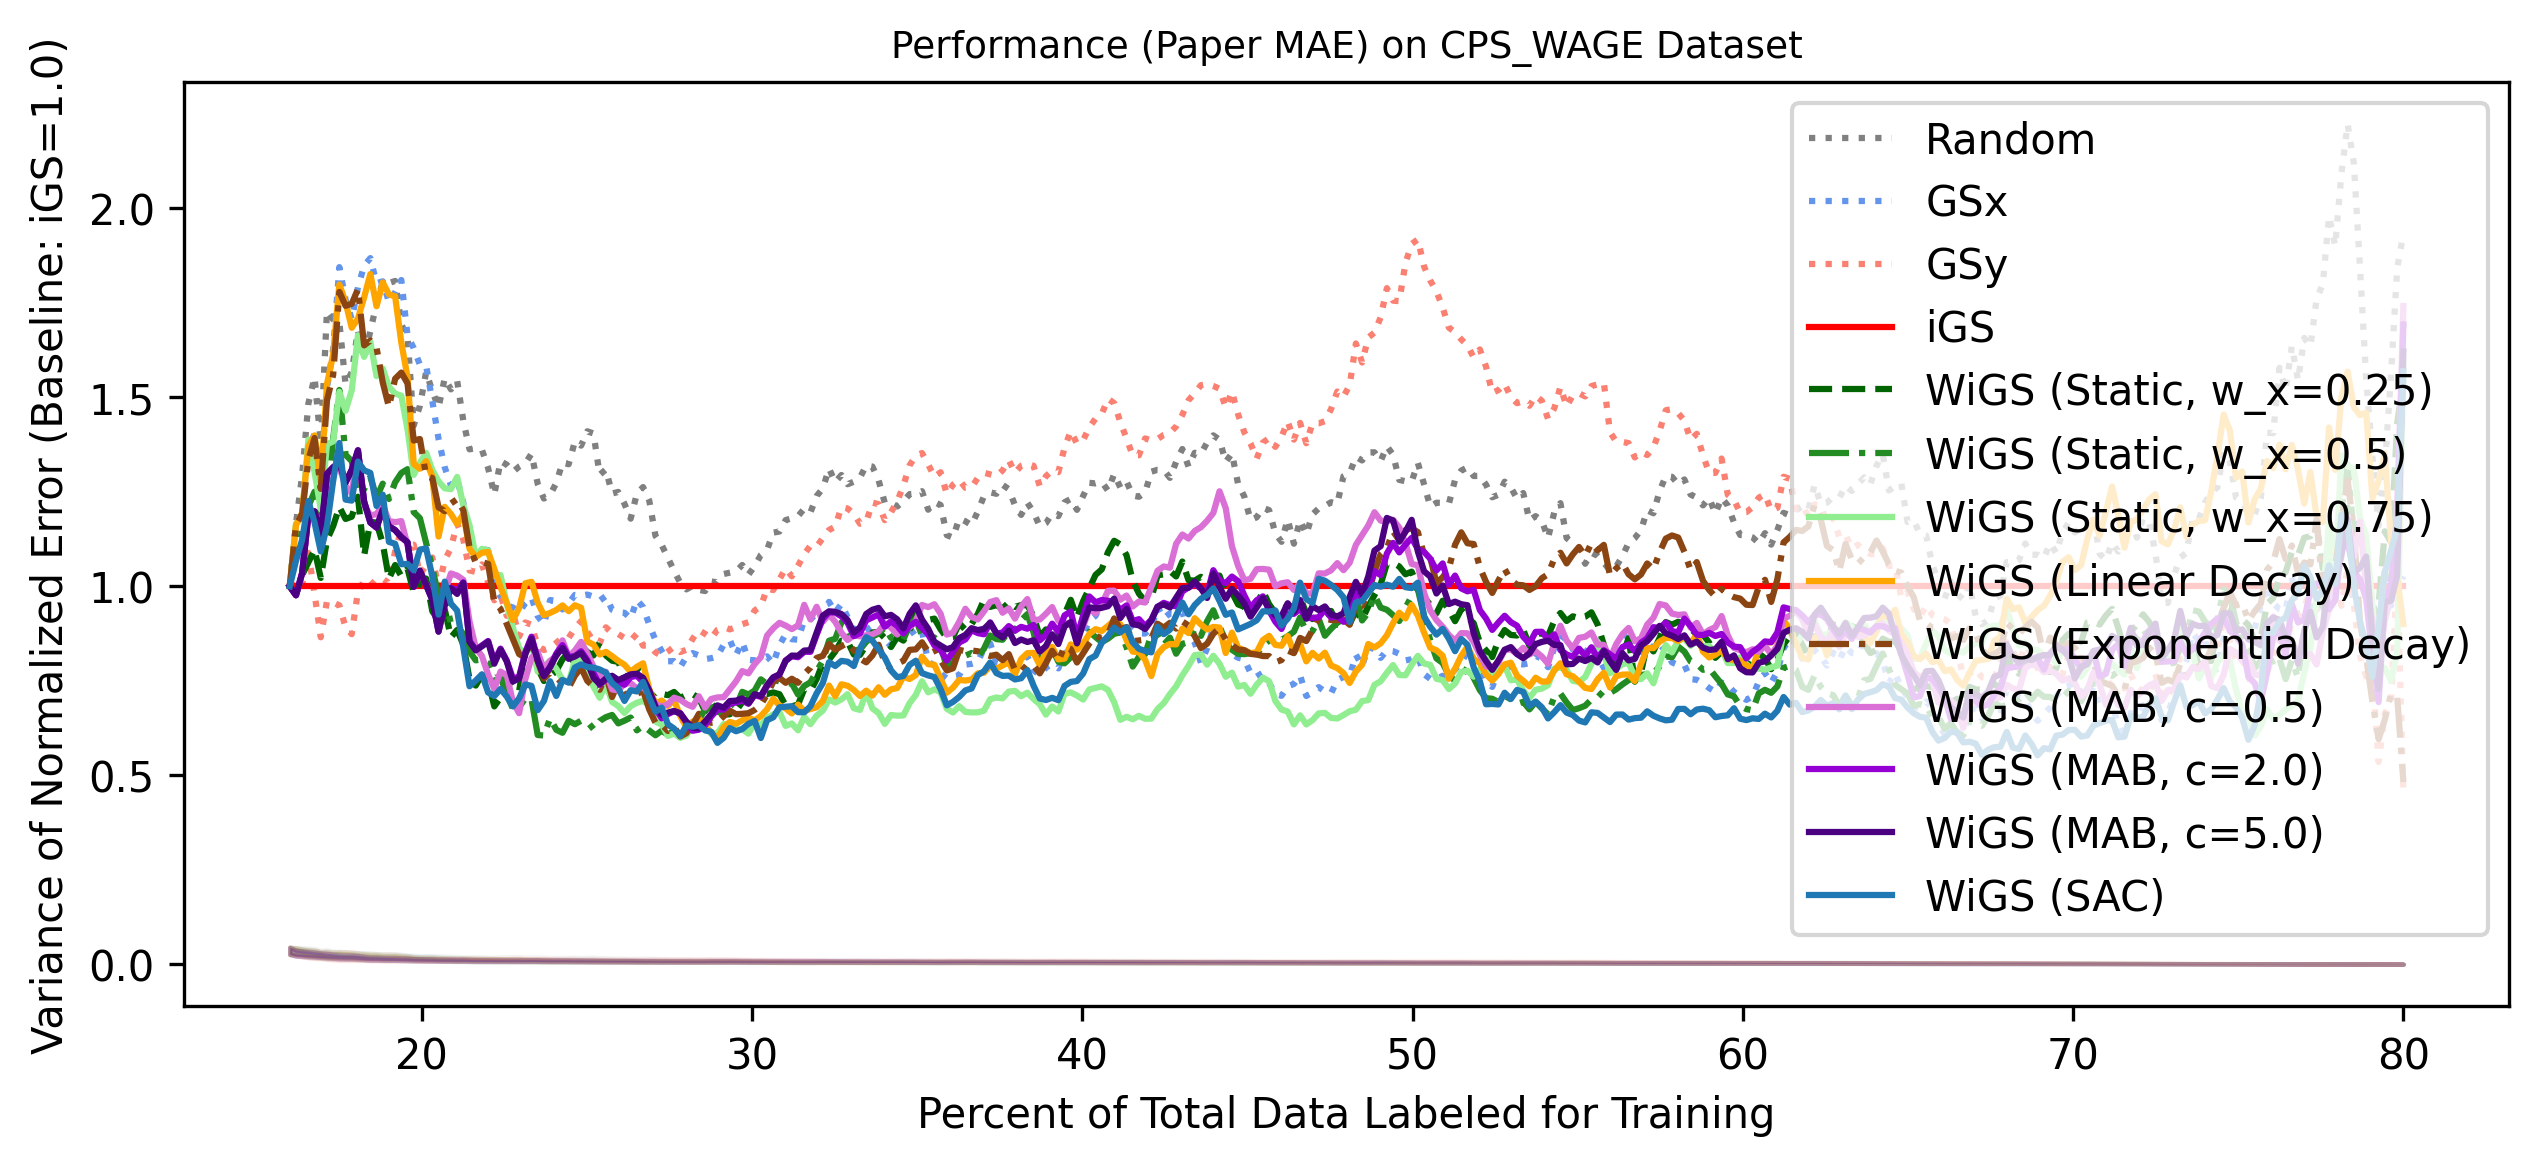 Performance (Paper MAE) on CPS_WAGE Dataset
Variance of Normalized Error (Baseline: iGS=1.0)
2.0
1.5
1.0
0.5
0.0
Random
GSx
GSy
iGS
WiGS (Static, w_x=0.25)
WiGS (Static, w_x=0.5)
WiGS (Static, w_x=0.75)
WiGS (Linear Decay)
WiGS (Exponential Decay)
WiGS (MAB, c=0.5)
WiGS (MAB, c=2.0)
WiGS (MAB, c=5.0)
WiGS (SAC)
20 30 40 50 60 70 80
Percent of Total Data Labeled for Training